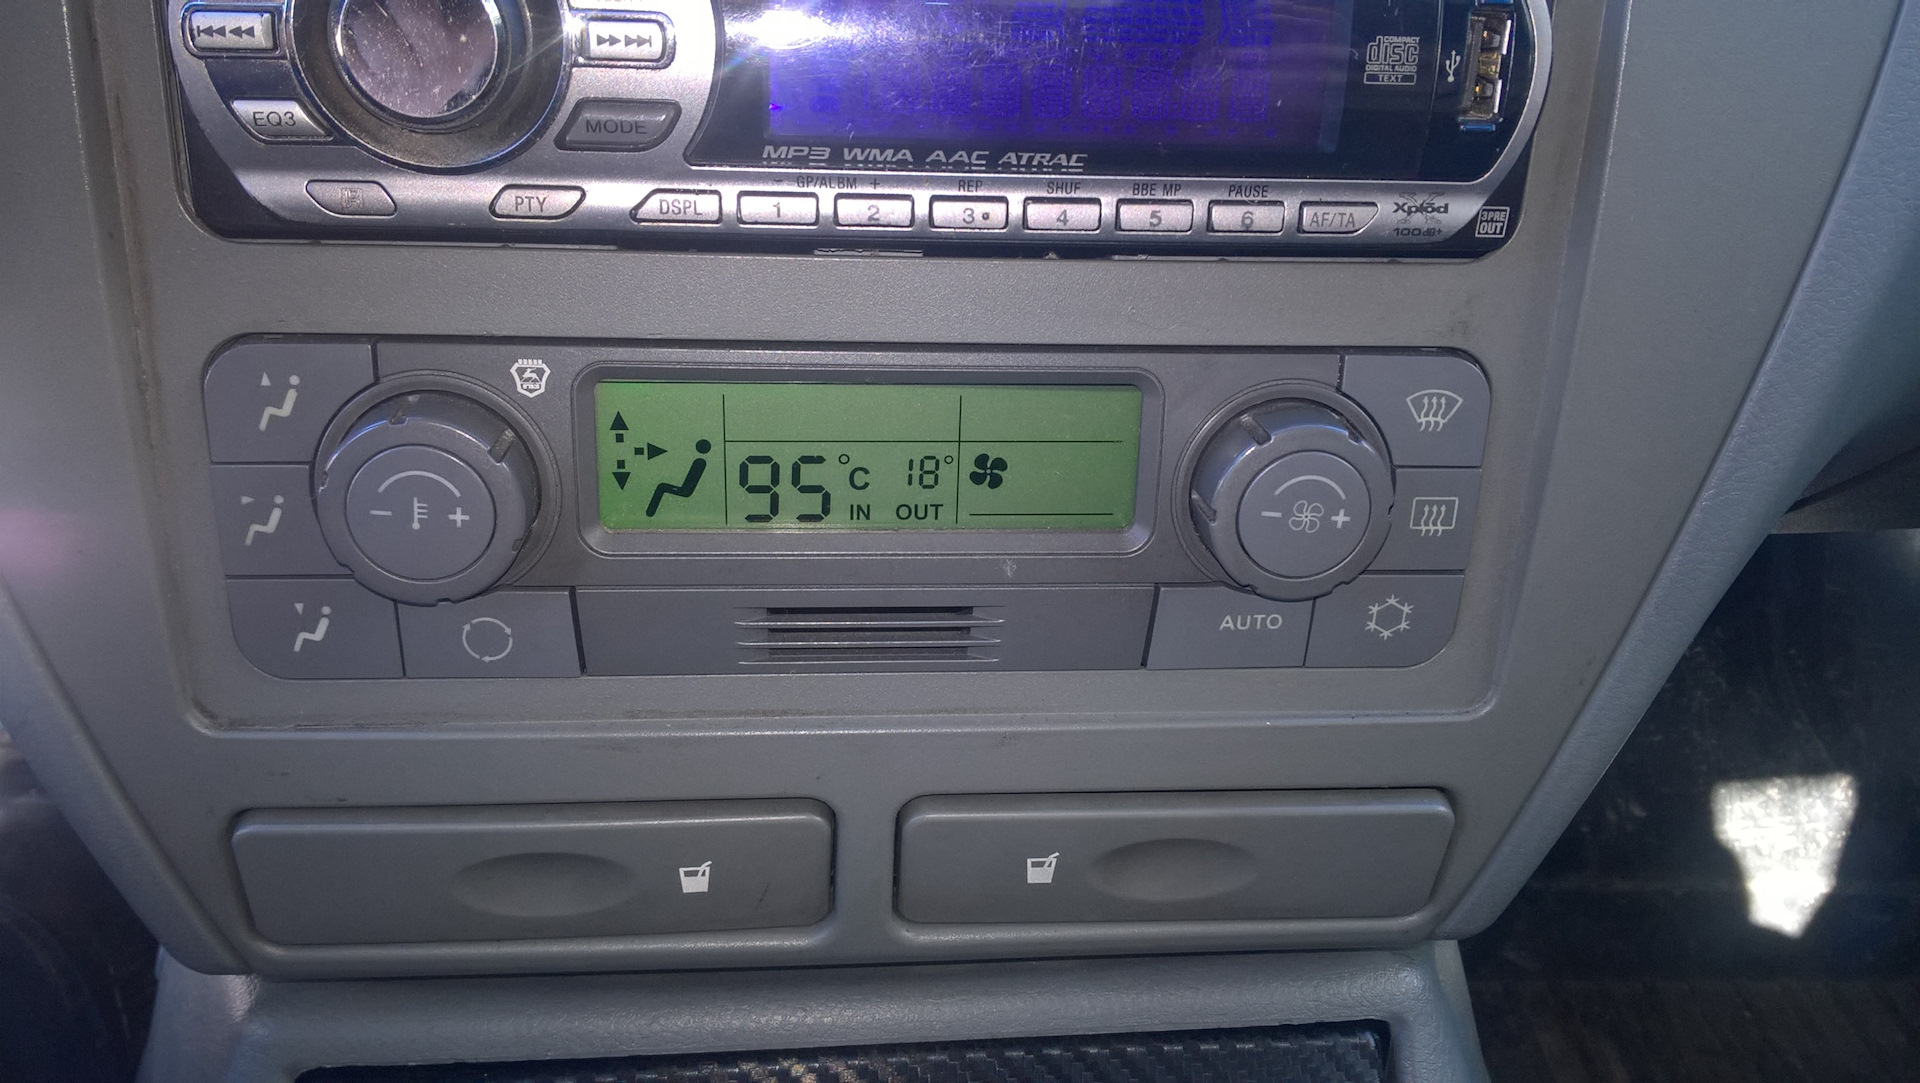 COMPACT
disc
DIGITAL AUDIO
TEXT
EQ3
MODE
MP3 WMA AAC ATRAC
- GP/ALBM + REP SHUF BBE MP PAUSE
PTY DSPL 1 2 3 4 5 6 AF/TA
Xplod
100dB+
3PRE
OUT
95°C 18°
IN OUT
- +
- +
AUTO